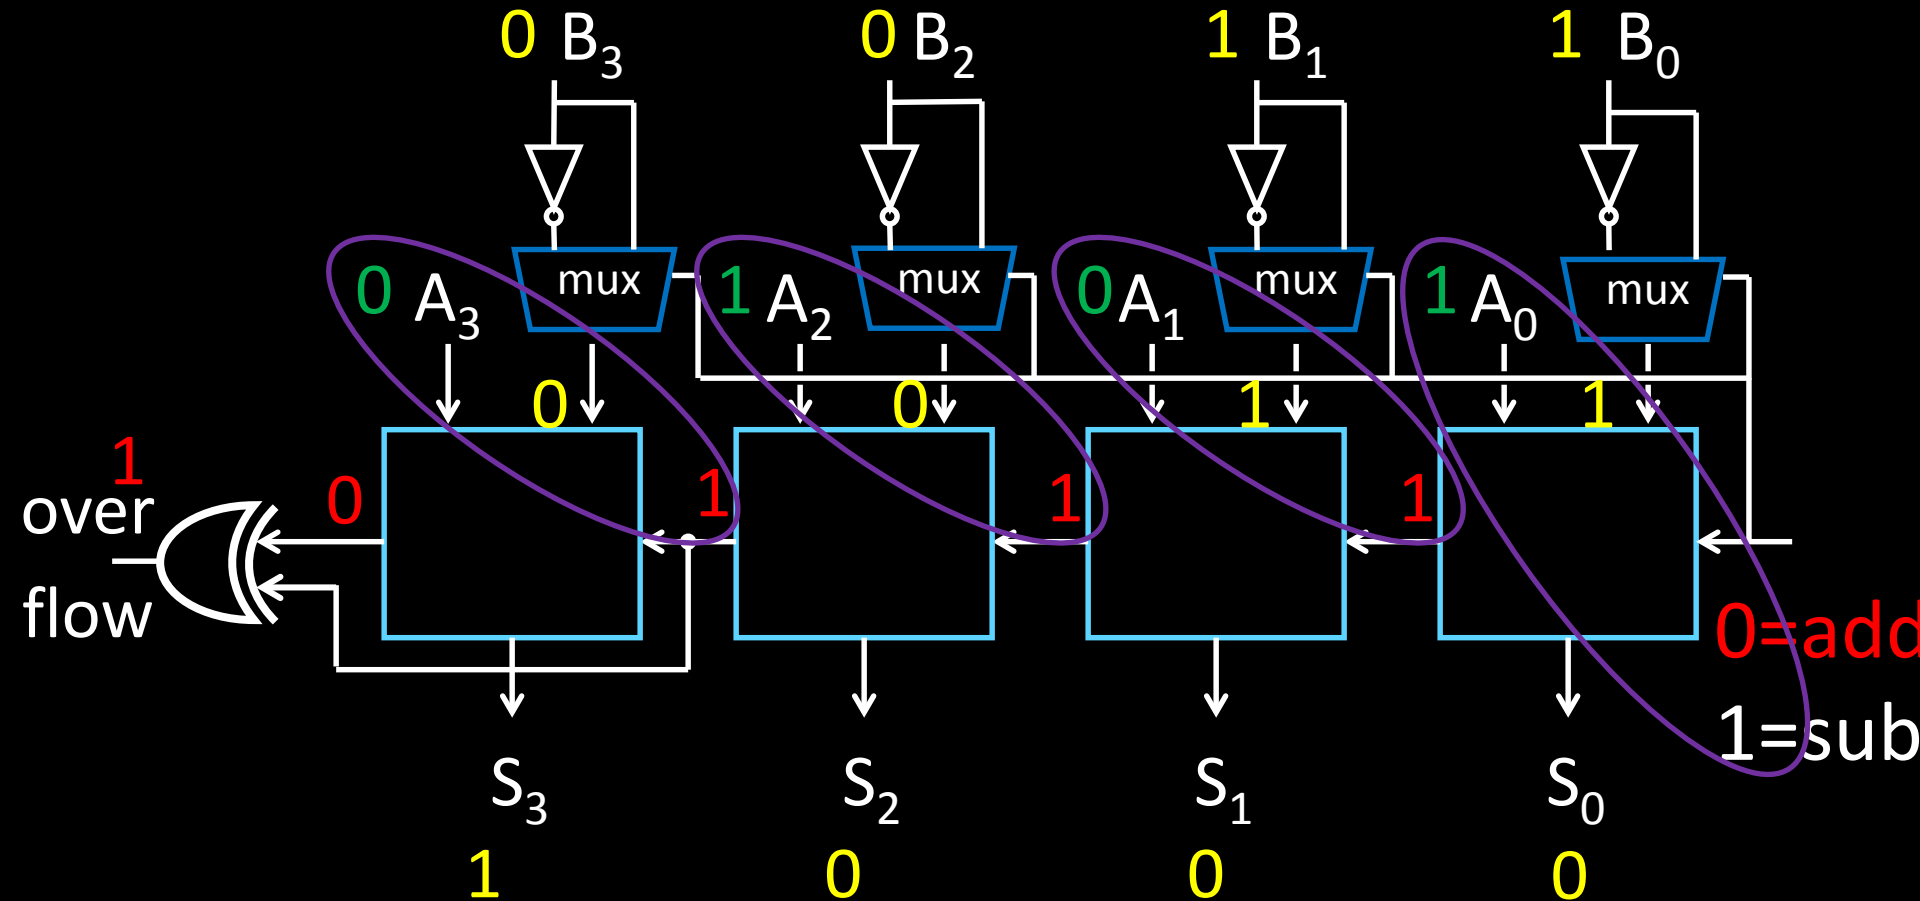 0 B₃ 0 B₂ 1 B₁ 1 B₀
mux mux mux mux
0 A₃ 1 A₂ 0 A₁ 1 A₀
0 0 1 1
1
over 0 1 1 1
flow
0=add
1=sub
S₃ S₂ S₁ S₀
1 0 0 0